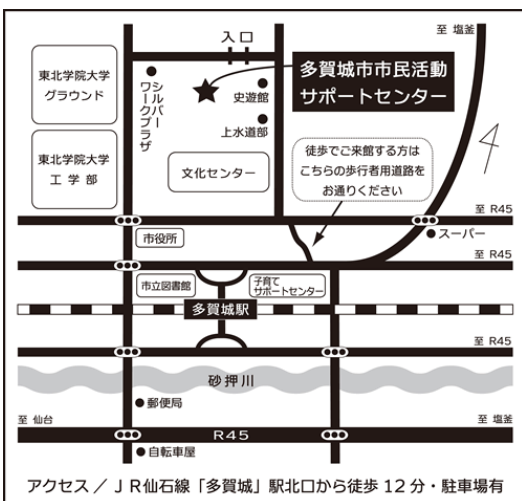 至 塩釜
入口
東北学院大学
グラウンド
シルバー
ワークプラザ
史遊館
多賀城市市民活動
サポートセンター
上水道部
東北学院大学
工学部
文化センター
徒歩でご来館する方は
こちらの歩行者用道路を
お通りください
至 R45
市役所
スーパー
至 R45
市立図書館
子育て
サポートセンター
多賀城駅
至 R45
砂押川
郵便局
至 仙台
R45
至 塩釜
自転車屋
アクセス / JR仙石線「多賀城」駅北口から徒歩12分・駐車場有